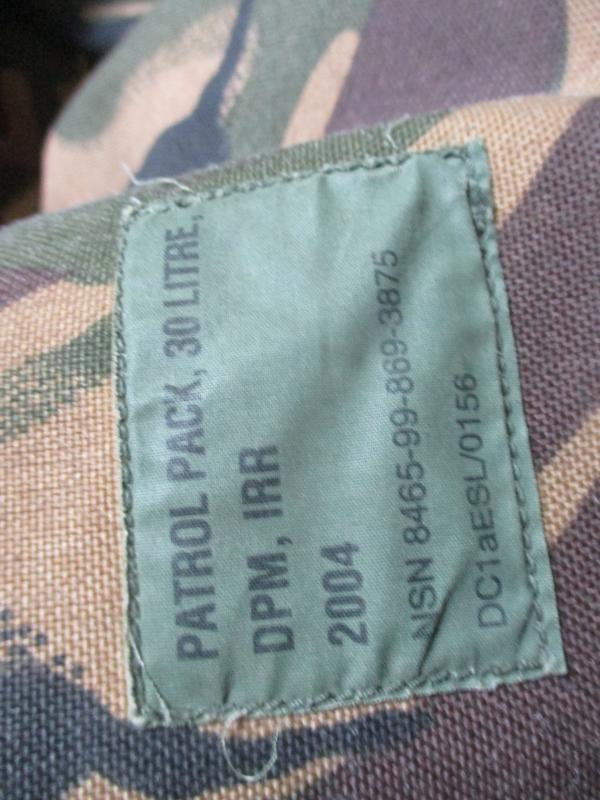 PATROL PACK, 30 LITRE,
DPM, IRR
2004
NSN 8465-99-869-3875
DC1aESL/0156